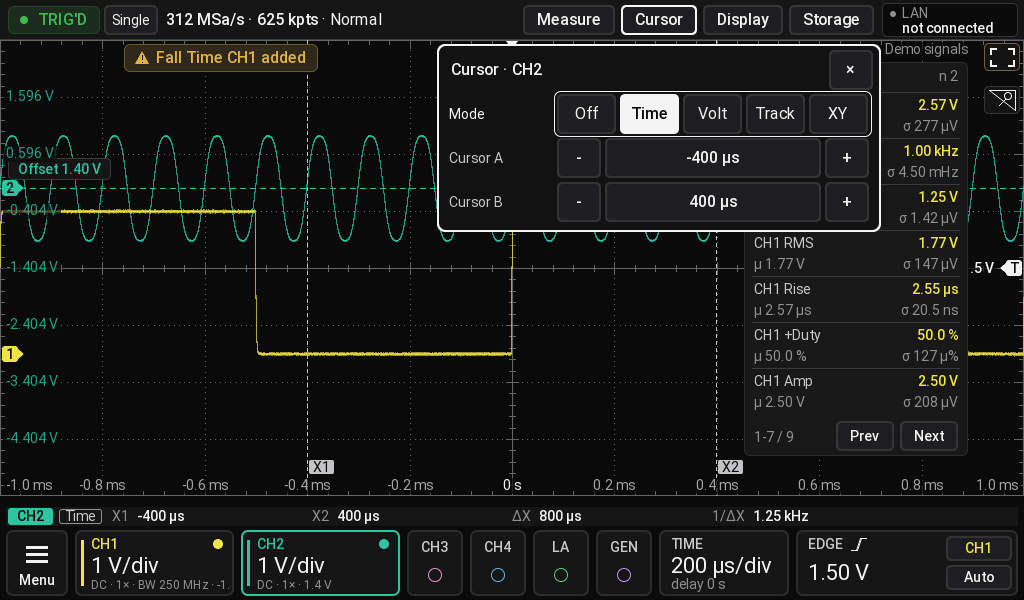 TRIG'D
Single
312 MSa/s · 625 kpts · Normal
Measure
Cursor
Display
Storage
LAN
not connected
Fall Time CH1 added
Demo signals
Cursor · CH2
×
Mode
Off
Time
Volt
Track
XY
Cursor A
-
-400 µs
+
Cursor B
-
400 µs
+
1.596 V
0.596 V
Offset 1.40 V
2
-0.404 V
-1.404 V
-2.404 V
1
-3.404 V
-4.404 V
n 2
2.57 V
σ 277 µV
1.00 kHz
σ 4.50 mHz
1.25 V
σ 1.42 µV
CH1 RMS
1.77 V
µ 1.77 V
σ 147 µV
CH1 Rise
2.55 µs
µ 2.57 µs
σ 20.5 ns
CH1 +Duty
50.0 %
µ 50.0 %
σ 127 µ%
CH1 Amp
2.50 V
µ 2.50 V
σ 208 µV
1-7 / 9
Prev
Next
.5 V
T
X1
X2
-1.0 ms
-0.8 ms
-0.6 ms
-0.4 ms
-0.2 ms
0 s
0.2 ms
0.4 ms
0.6 ms
0.8 ms
1.0 ms
CH2
Time
X1
-400 µs
X2
400 µs
ΔX
800 µs
1/ΔX
1.25 kHz
Menu
CH1
1 V/div
DC · 1× · BW 250 MHz · -1.
CH2
1 V/div
DC · 1× · 1.4 V
CH3
CH4
LA
GEN
TIME
200 µs/div
delay 0 s
EDGE
1.50 V
CH1
Auto